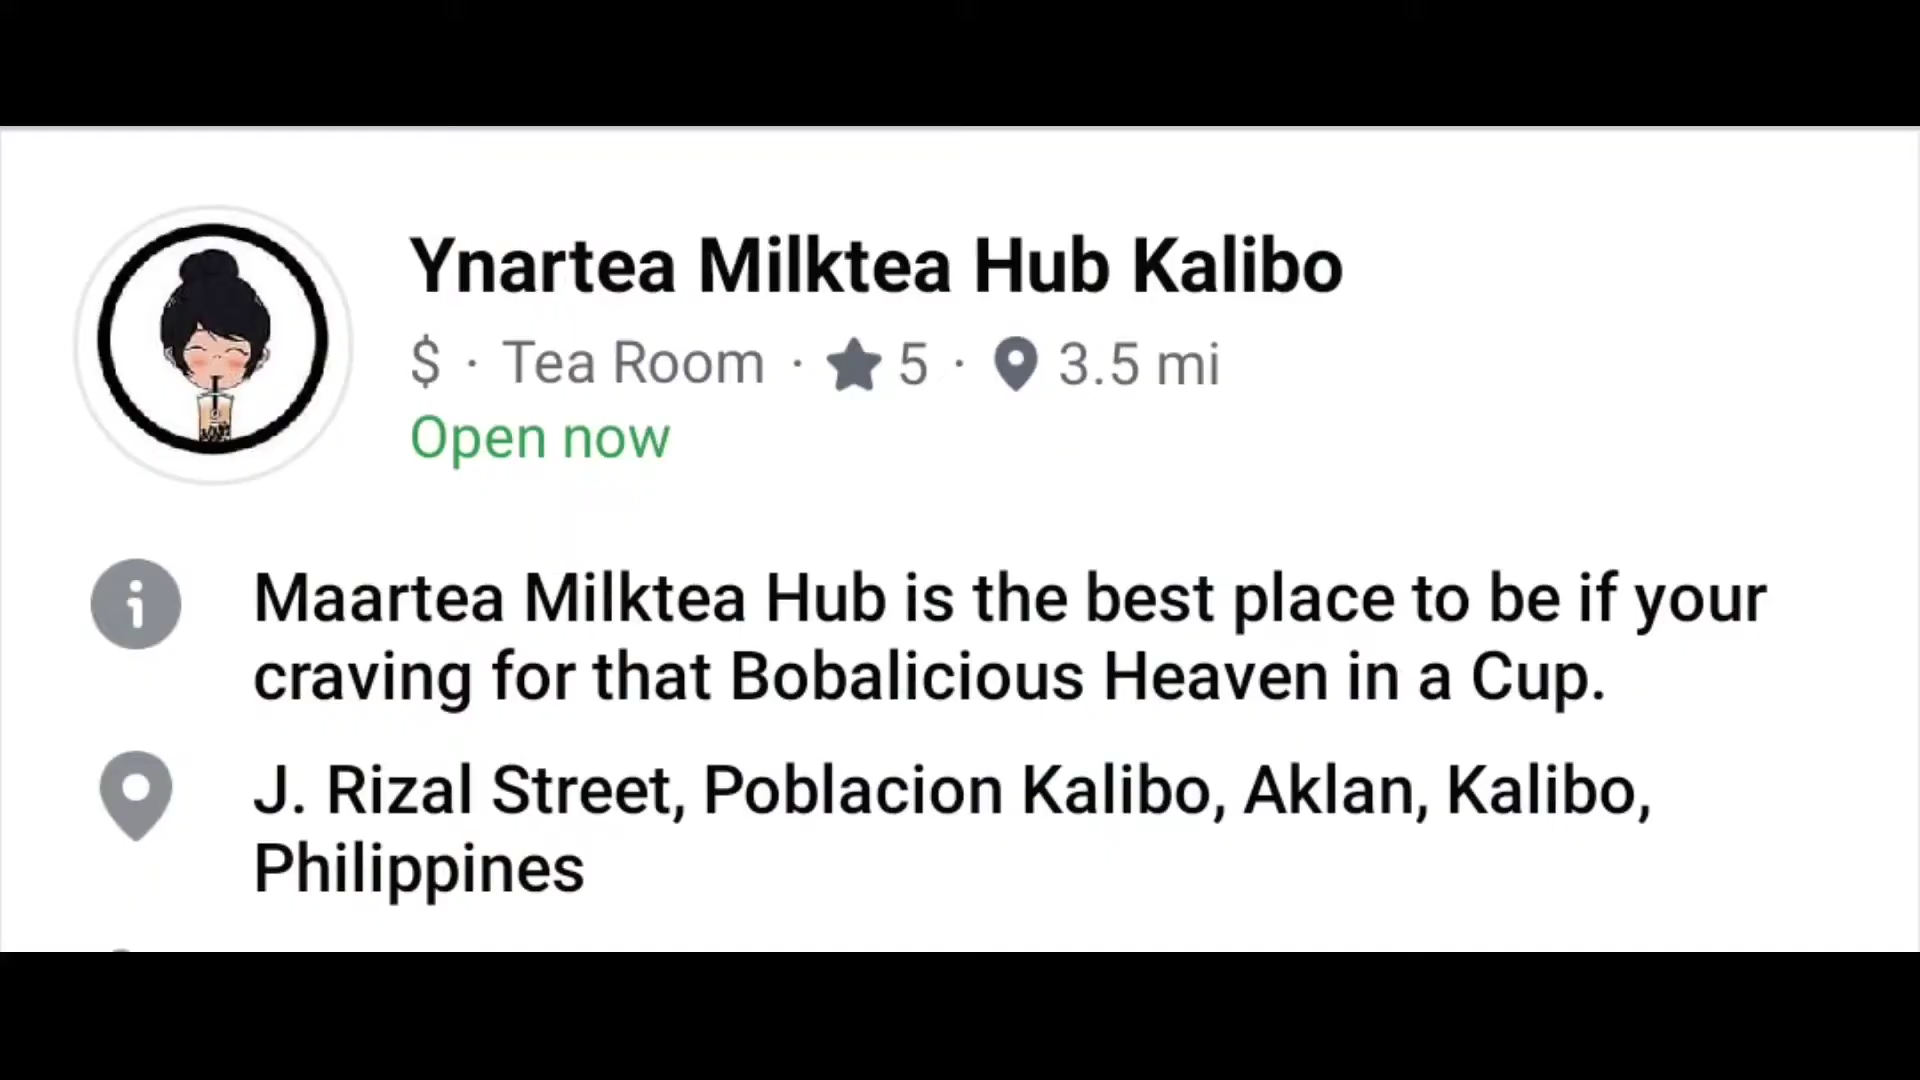 Ynartea Milktea Hub Kalibo
$ · Tea Room · ★ 5 · 3.5 mi
Open now
Maartea Milktea Hub is the best place to be if your
craving for that Bobalicious Heaven in a Cup.
J. Rizal Street, Poblacion Kalibo, Aklan, Kalibo,
Philippines